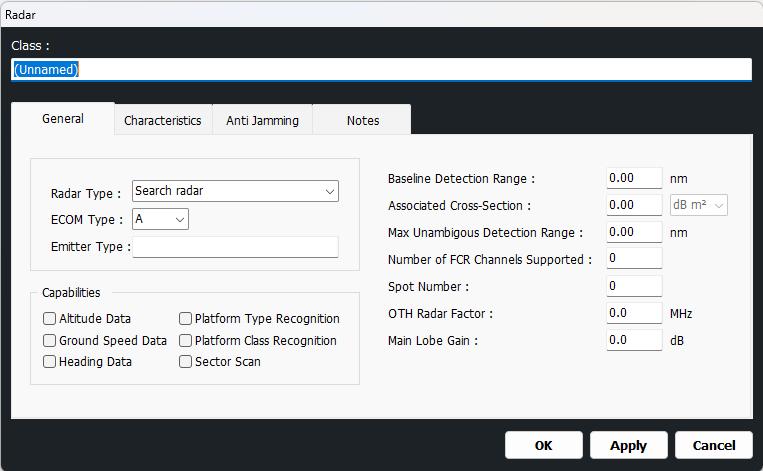 Radar
Class :
(Unnamed)
General
Characteristics
Anti Jamming
Notes
Radar Type : Search radar
ECOM Type : A
Emitter Type :
Capabilities
Altitude Data
Platform Type Recognition
Ground Speed Data
Platform Class Recognition
Heading Data
Sector Scan
Baseline Detection Range : 0.00 nm
Associated Cross-Section : 0.00 dB m²
Max Unambigous Detection Range : 0.00 nm
Number of FCR Channels Supported : 0
Spot Number : 0
OTH Radar Factor : 0.0 MHz
Main Lobe Gain : 0.0 dB
OK
Apply
Cancel